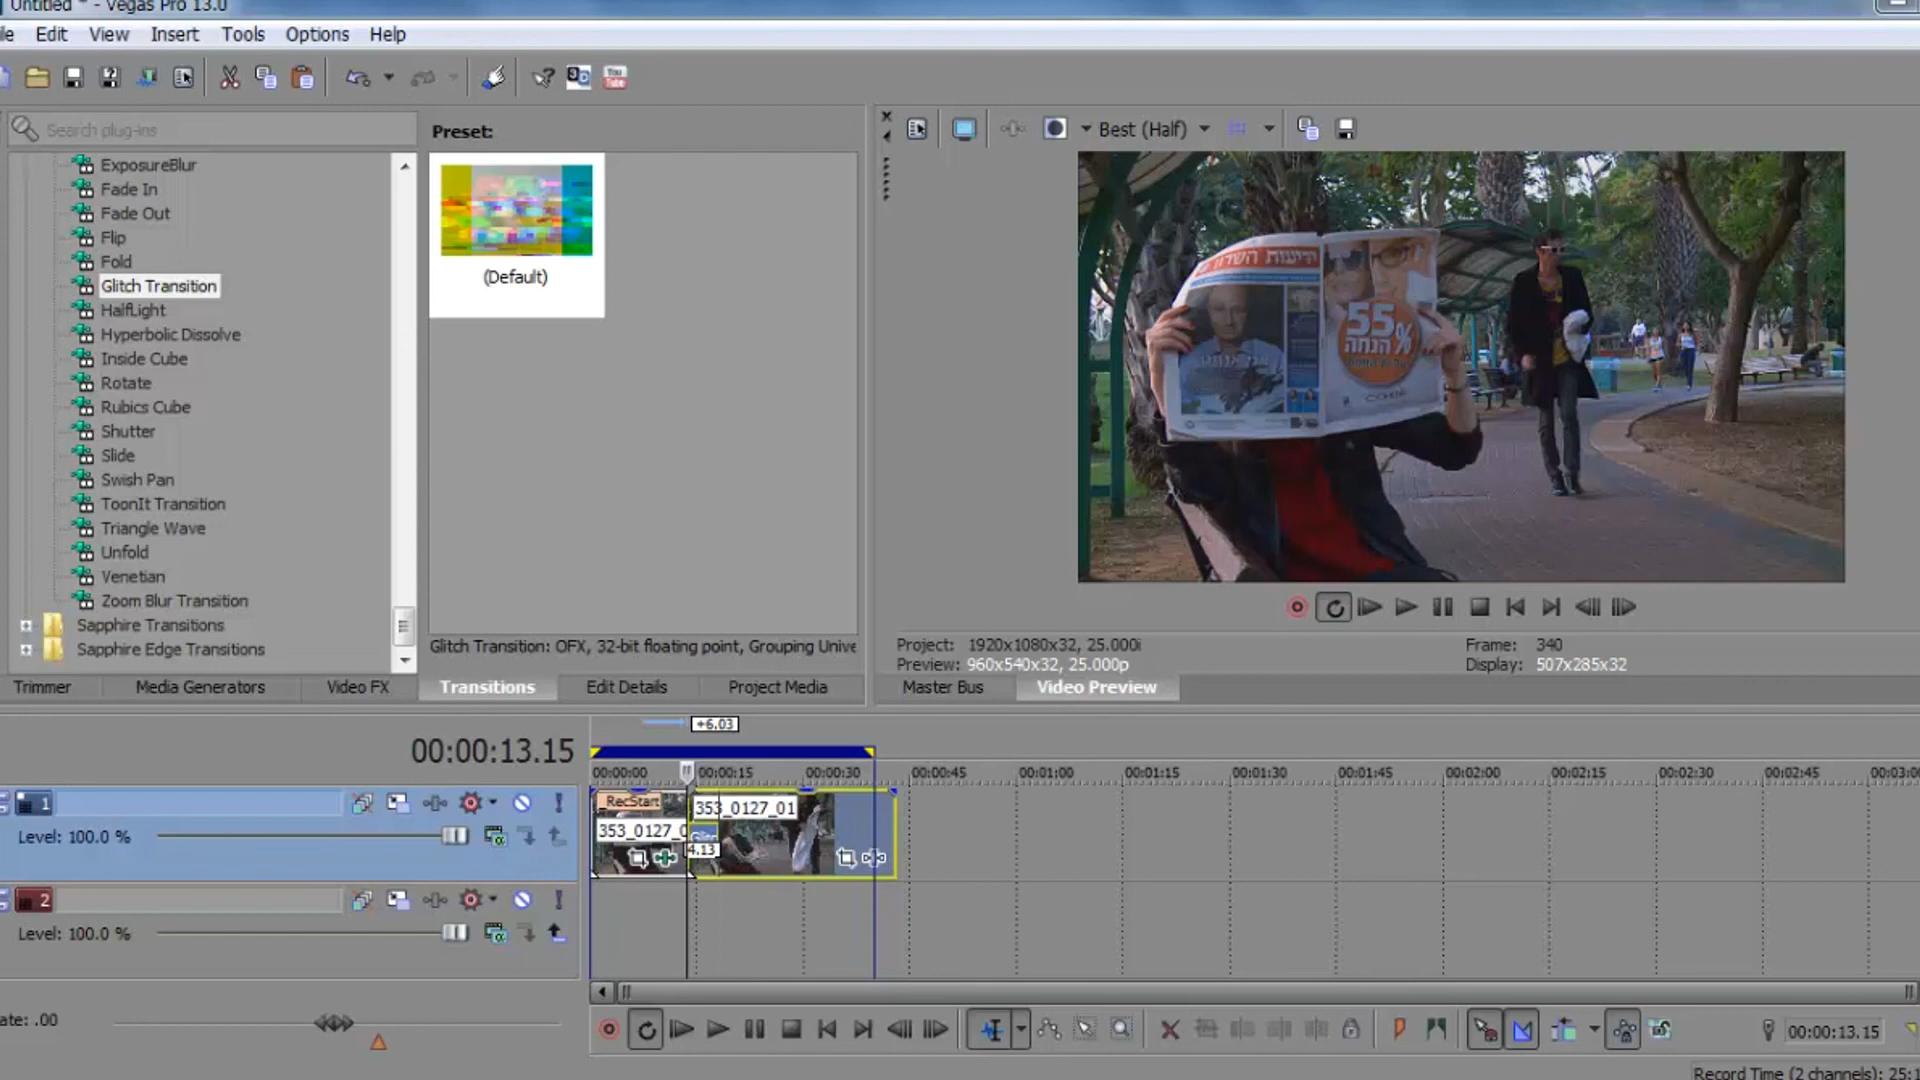 Untitled * - Vegas Pro 13.0
le Edit View Insert Tools Options Help
3D You Tube
Search plug-ins
Preset:
Best (Half)
ExposureBlur
Fade In
Fade Out
Flip
Fold
Glitch Transition
HalfLight
Hyperbolic Dissolve
Inside Cube
Rotate
Rubics Cube
Shutter
Slide
Swish Pan
ToonIt Transition
Triangle Wave
Unfold
Venetian
Zoom Blur Transition
Sapphire Transitions
Sapphire Edge Transitions
(Default)
ידיעות השרון
55%
הנחה
Glitch Transition: OFX, 32-bit floating point, Grouping Unive
Project: 1920x1080x32, 25.000i
Preview: 960x540x32, 25.000p
Frame: 340
Display: 507x285x32
Trimmer Media Generators Video FX Transitions Edit Details Project Media
Master Bus Video Preview
+6.03
00:00:13.15
00:00:00 00:00:15 00:00:30 00:00:45 00:01:00 00:01:15 00:01:30 00:01:45 00:02:00 00:02:15 00:02:30 00:02:45 00:03:0
1
_RecStart
353_0127_0
353_0127_01
4.13
Level: 100.0 %
2
Level: 100.0 %
ate: .00
00:00:13.15
Record Time (2 channels): 25:1